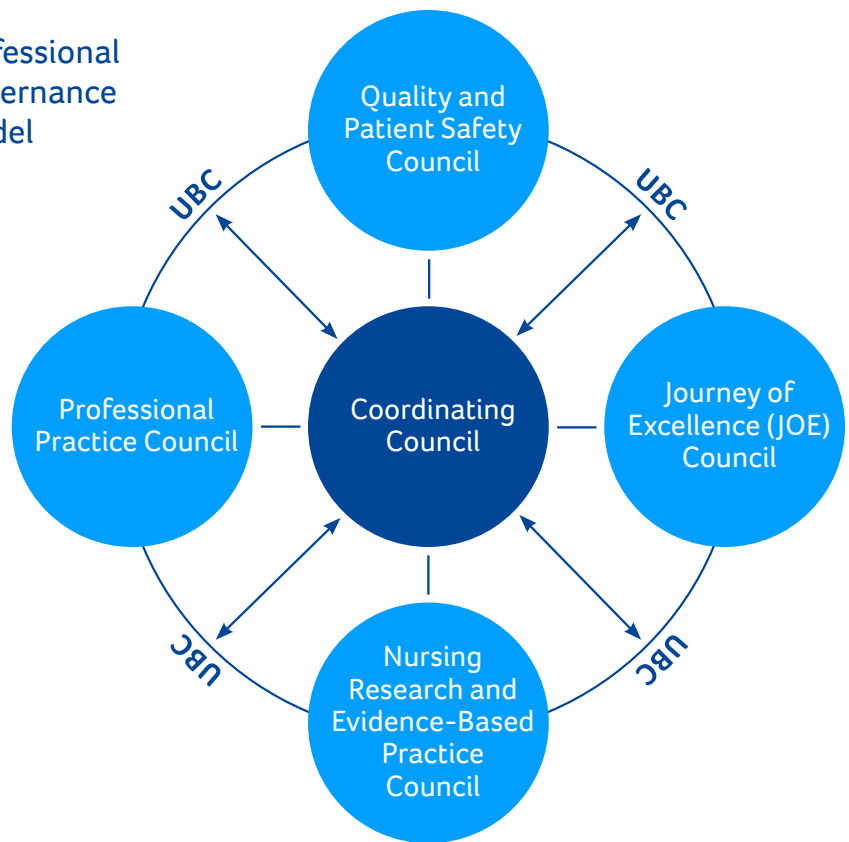 fessional
ernance
del
Quality and
Patient Safety
Council
UBC
UBC
Professional
Practice Council
Coordinating
Council
Journey of
Excellence (JOE)
Council
UBC
UBC
Nursing
Research and
Evidence-Based
Practice
Council